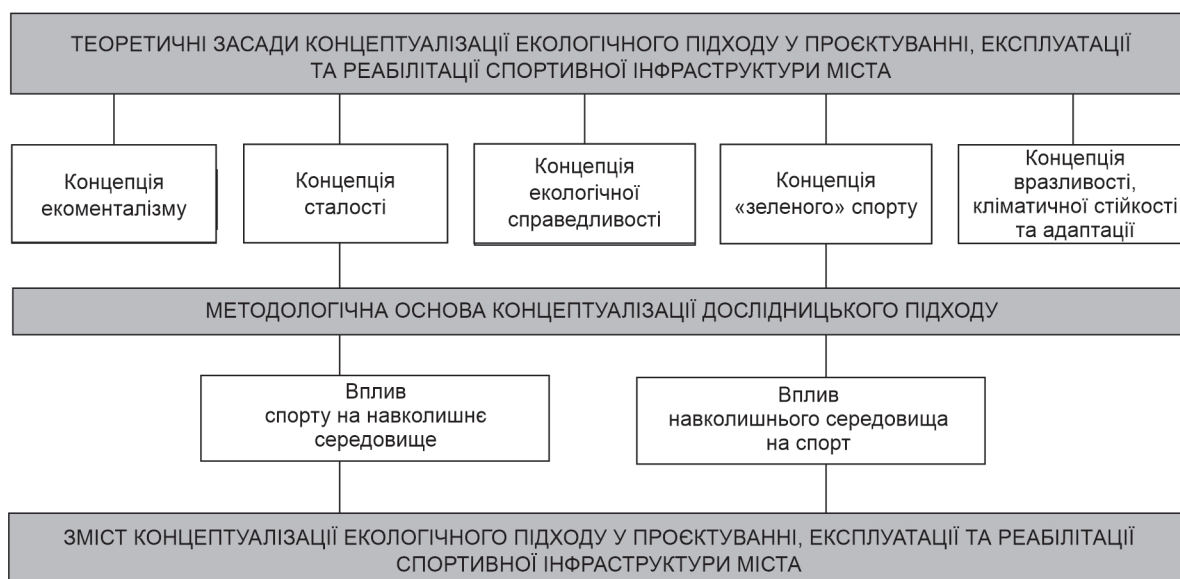 ТЕОРЕТИЧНІ ЗАСАДИ КОНЦЕПТУАЛІЗАЦІЇ ЕКОЛОГІЧНОГО ПІДХОДУ У ПРОЄКТУВАННІ, ЕКСПЛУАТАЦІЇ
ТА РЕАБІЛІТАЦІЇ СПОРТИВНОЇ ІНФРАСТРУКТУРИ МІСТА
Концепція
екоменталізму
Концепція
сталості
Концепція
екологічної
справедливості
Концепція
«зеленого» спорту
Концепція
вразливості,
кліматичної стійкості
та адаптації
МЕТОДОЛОГІЧНА ОСНОВА КОНЦЕПТУАЛІЗАЦІЇ ДОСЛІДНИЦЬКОГО ПІДХОДУ
Вплив
спорту на навколишнє
середовище
Вплив
навколишнього середовища
на спорт
ЗМІСТ КОНЦЕПТУАЛІЗАЦІЇ ЕКОЛОГІЧНОГО ПІДХОДУ У ПРОЄКТУВАННІ, ЕКСПЛУАТАЦІЇ ТА РЕАБІЛІТАЦІЇ
СПОРТИВНОЇ ІНФРАСТРУКТУРИ МІСТА